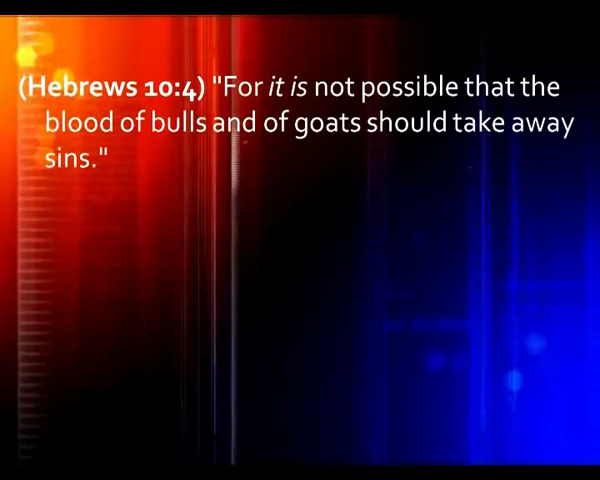 (Hebrews 10:4) "For it is not possible that the
blood of bulls and of goats should take away
sins."